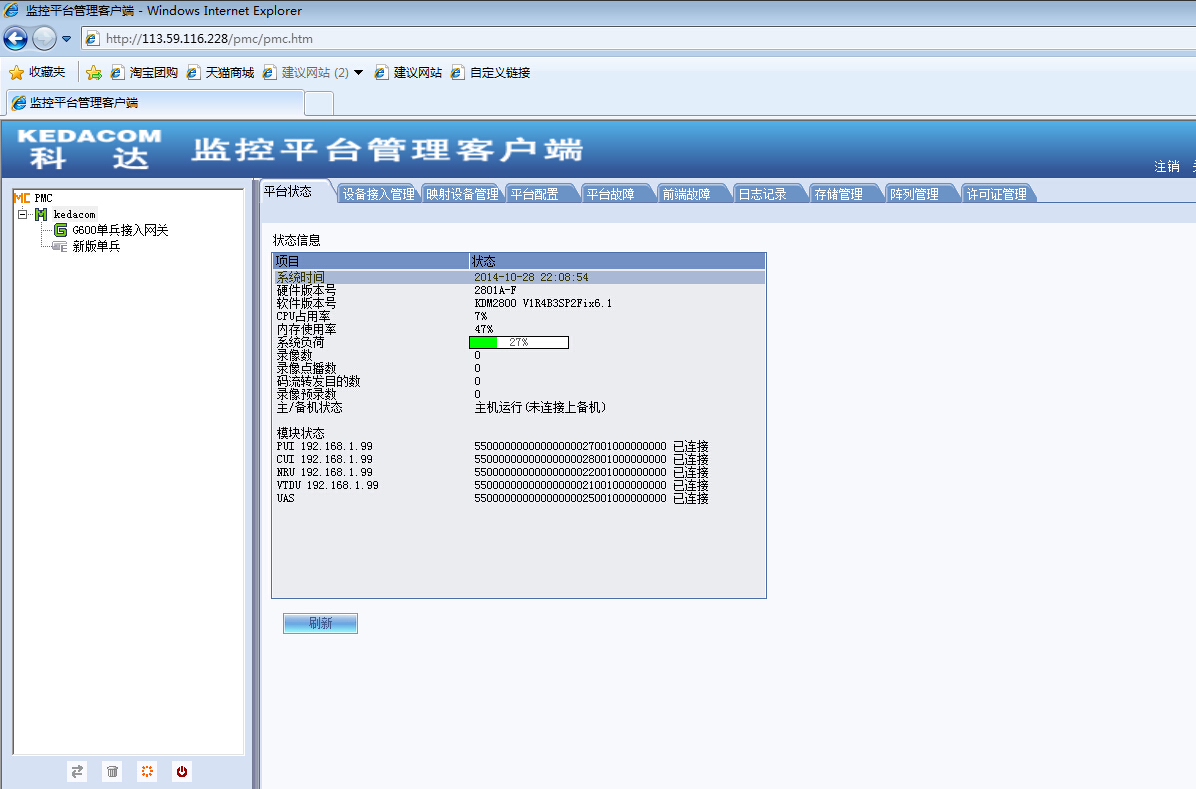 监控平台管理客户端 - Windows Internet Explorer
http://113.59.116.228/pmc/pmc.htm
收藏夹 淘宝团购 天猫商城 建议网站 (2) 建议网站 自定义链接
监控平台管理客户端
KEDACOM
科达 监控平台管理客户端
注销
MC PMC
kedacom
G600单兵接入网关
新版单兵
平台状态 设备接入管理 映射设备管理 平台配置 平台故障 前端故障 日志记录 存储管理 阵列管理 许可证管理
状态信息
项目 状态
系统时间 2014-10-28 22:08:54
硬件版本号 2801A-F
软件版本号 KDM2800 V1R4B3SP2Fix6.1
CPU占用率 7%
内存使用率 47%
系统负荷 27%
录像数 0
录像点播数 0
码流转发目的数 0
录像预录数 0
主/备机状态 主机运行(未连接上备机)
模块状态
PUI 192.168.1.99 55000000000000000027001000000000 已连接
CUI 192.168.1.99 55000000000000000028001000000000 已连接
NRU 192.168.1.99 55000000000000000022001000000000 已连接
VTDU 192.168.1.99 55000000000000000021001000000000 已连接
UAS 55000000000000000025001000000000 已连接
刷新